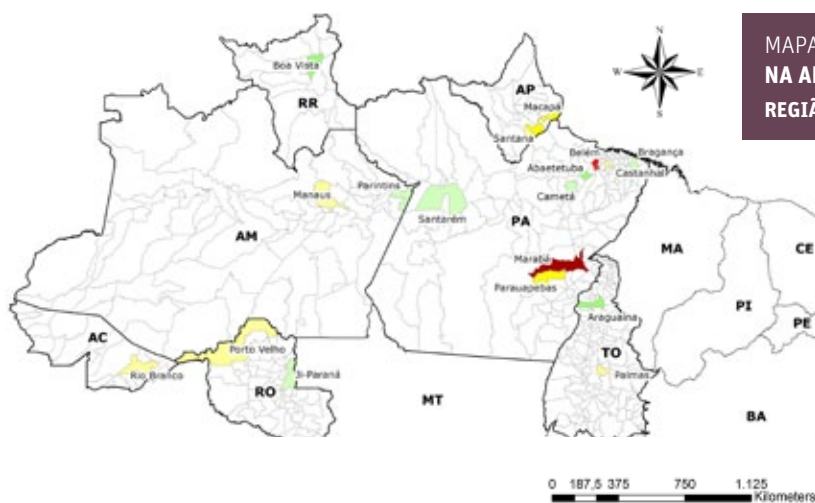 MAPA
NA A
REGIÃ
N
W
E
S
Boa Vista
RR
AP
Macapá
Santana
Belém
Bragança
Abaetetuba
Castanhal
Cametá
Manaus
Parintins
Santarém
AM
PA
MA
CE
Marabá
Parauapebas
PI
PE
Araguaína
AC
Rio Branco
Porto Velho
Ji-Paraná
RO
TO
Palmas
MT
BA
0 187,5 375 750 1.125
Kilometers